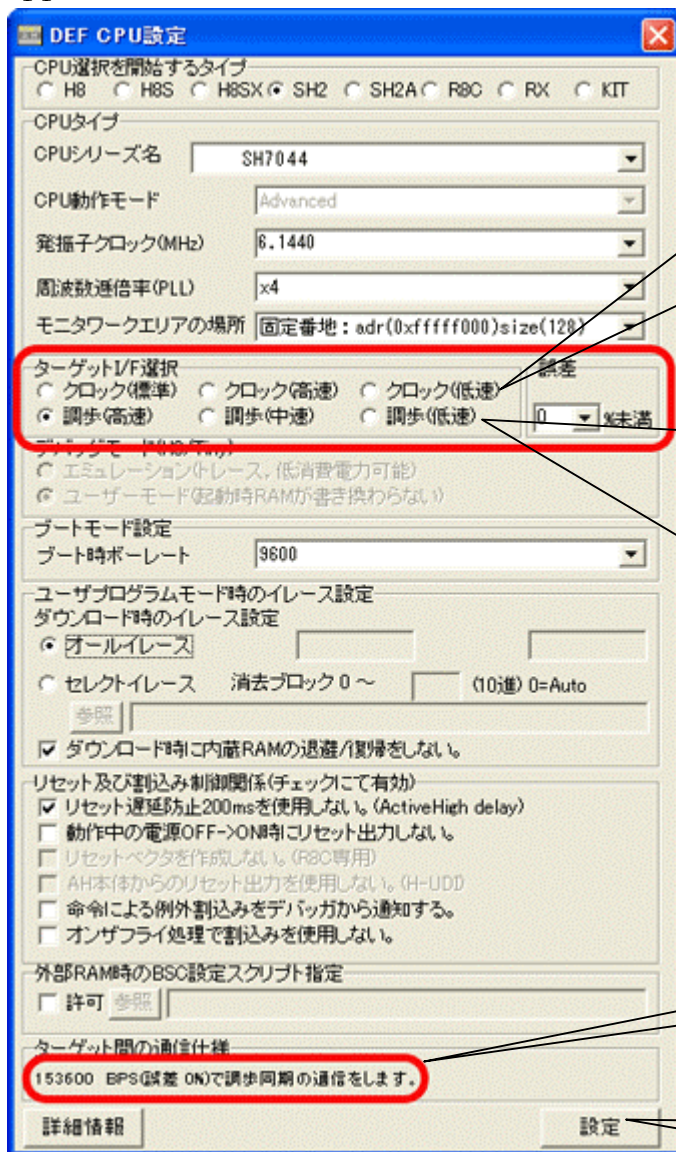 DEF CPU設定
CPU選択を開始するタイプ
H8 H8S H8SX SH2 SH2A R8C RX KIT
CPUタイプ
CPUシリーズ名 SH7044
CPU動作モード Advanced
発振子クロック(MHz) 6.1440
周波数逓倍率(PLL) x4
モニタワークエリアの場所 固定番地:adr(0xfffff000)size(128)
ターゲットI/F選択 誤差
クロック(標準) クロック(高速) クロック(低速)
調歩(高速) 調歩(中速) 調歩(低速) 0 %未満
エミュレーション(トレース,低消費電力可能)
ユーザーモード(起動時RAMが書き換わらない)
ブートモード設定
ブート時ボーレート 9600
ユーザプログラムモード時のイレース設定
ダウンロード時のイレース設定
オールイレース
セレクトイレース 消去ブロック 0 ~ (10進) 0=Auto
参照
ダウンロード時に内蔵RAMの退避/復帰をしない。
リセット及び割込み制御関係(チェックにて有効)
リセット遅延防止200msを使用しない。(ActiveHigh delay)
動作中の電源OFF->ON時にリセット出力しない。
リセットベクタを作成しない。(R8C専用)
AH本体からのリセット出力を使用しない。(H-UDI)
命令による例外割込みをデバッガから通知する。
オンザフライ処理で割込みを使用しない。
外部RAM時のBSC設定スクリプト指定
許可 参照
ターゲット間の通信仕様
153600 BPS(誤差 0%)で調歩同期の通信をします。
詳細情報 設定